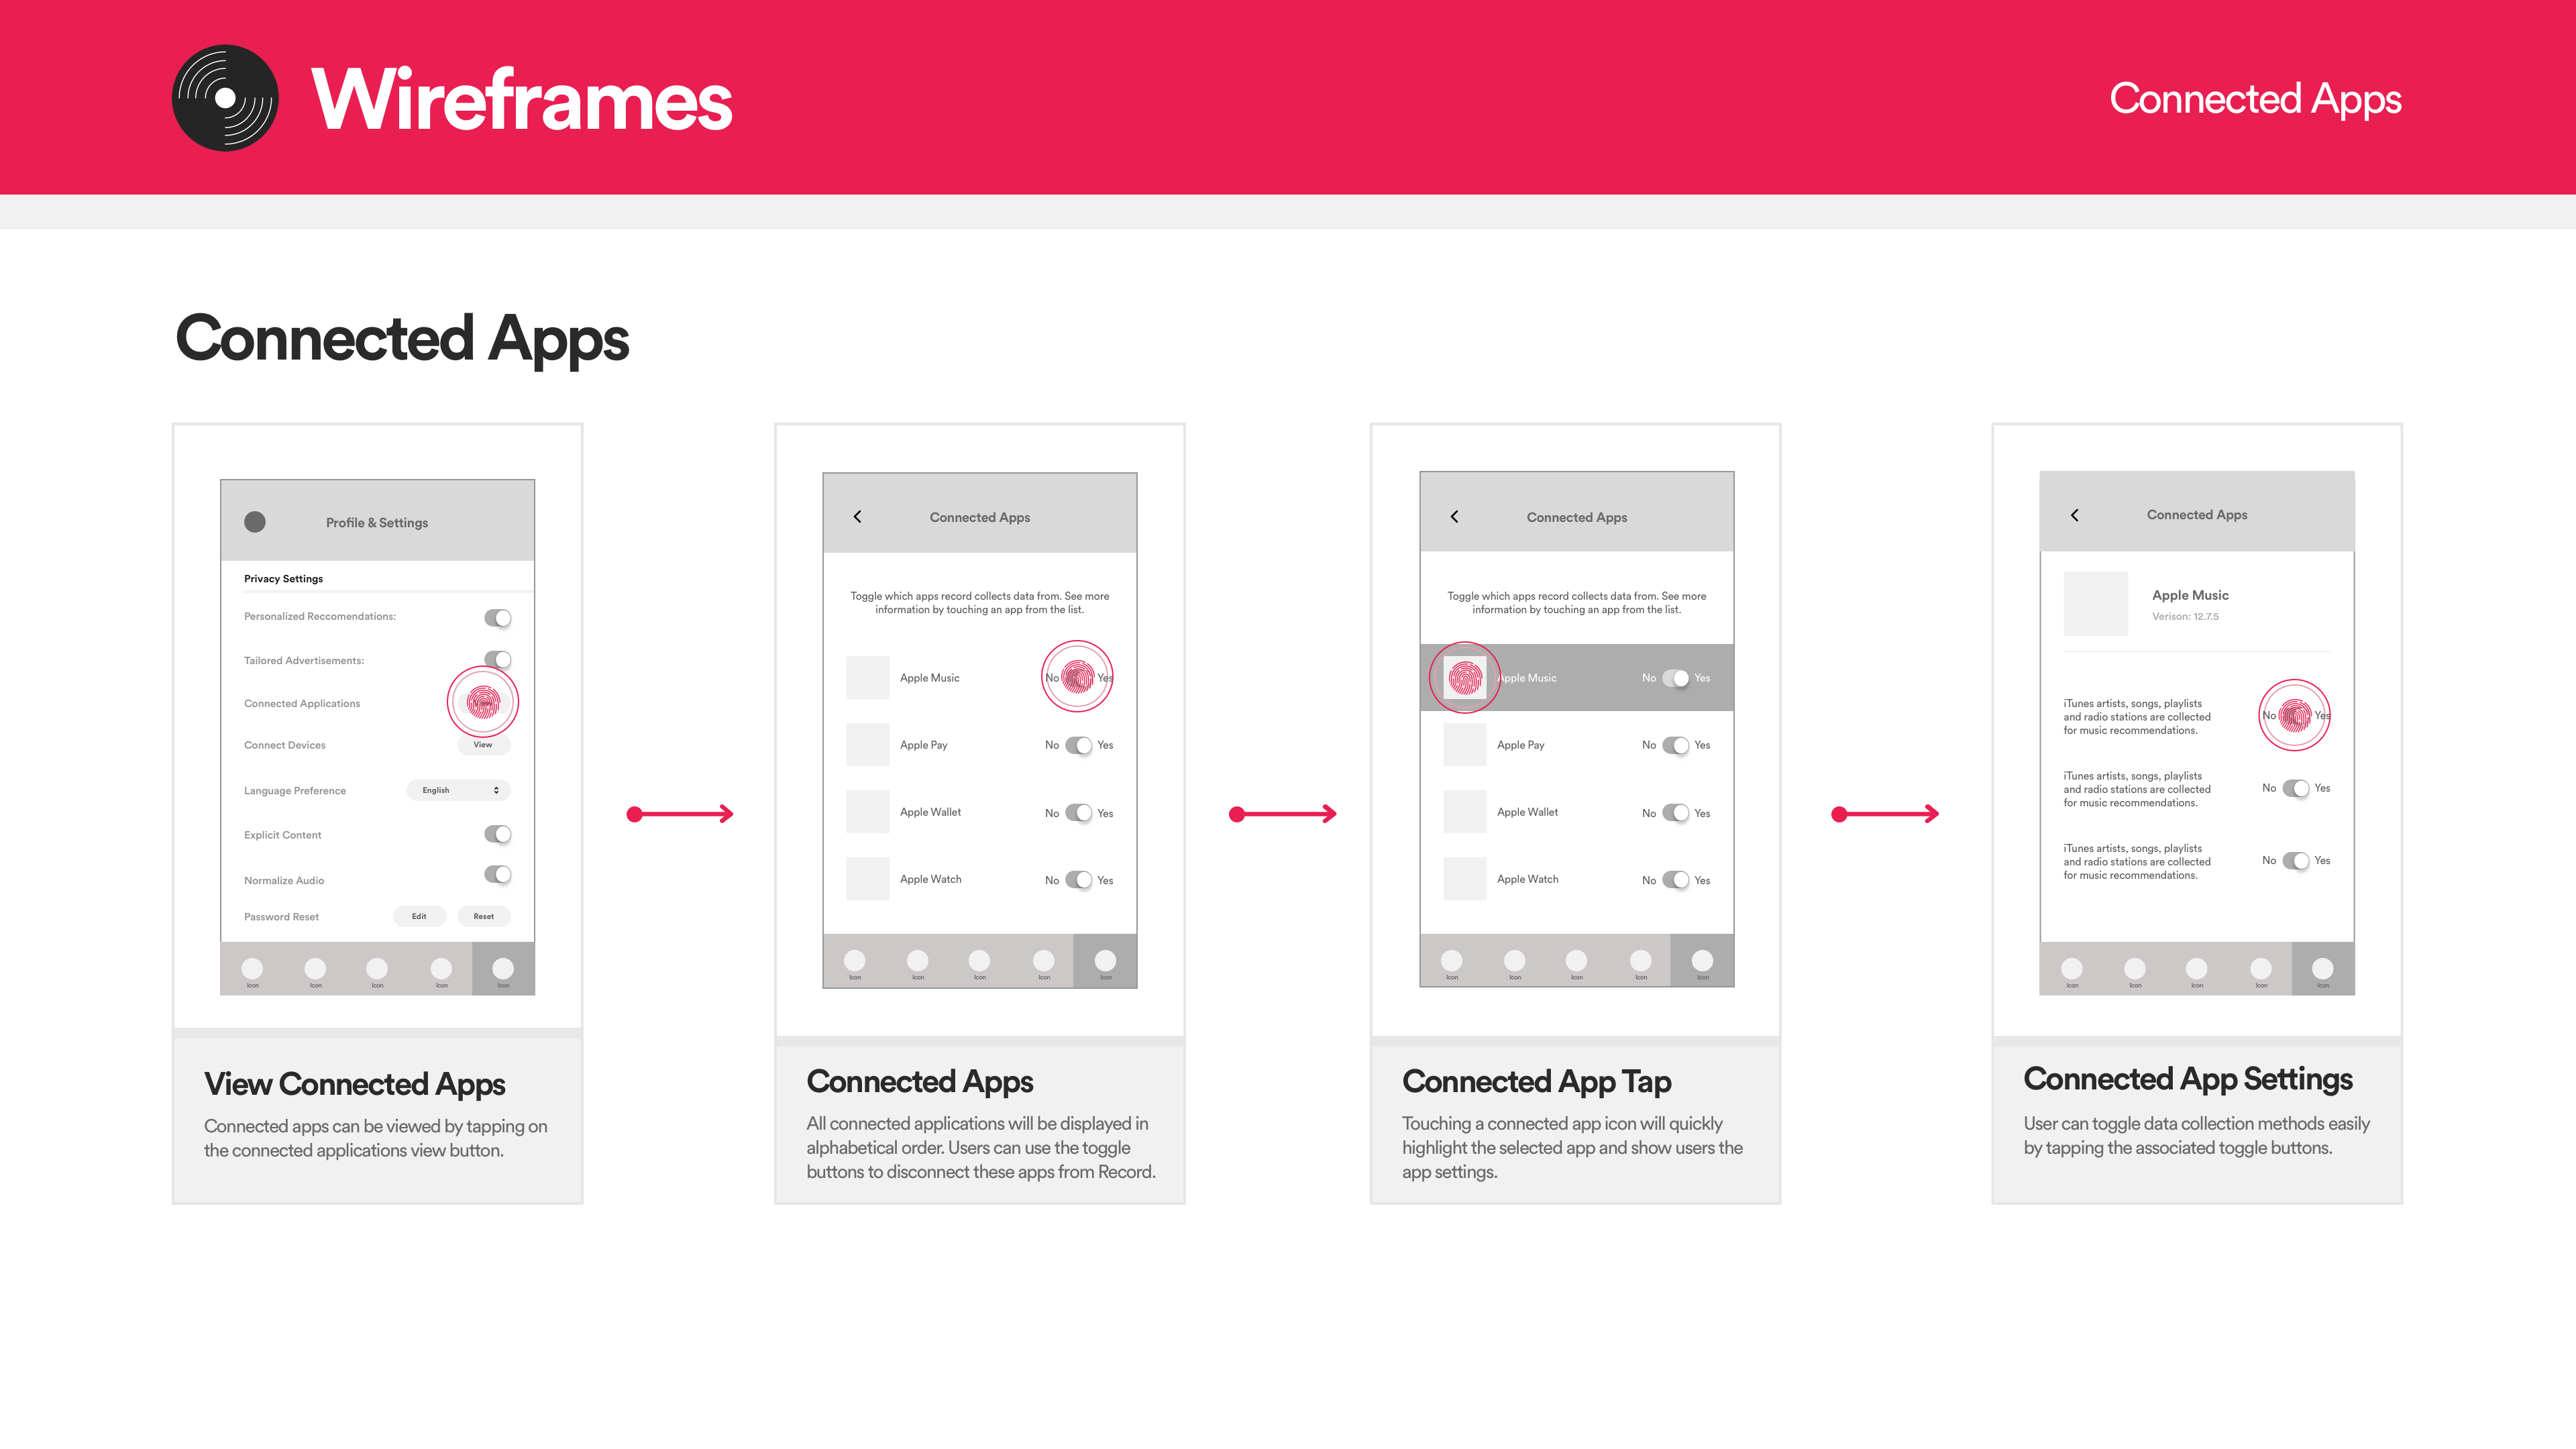 Wireframes
Connected Apps
Connected Apps
Profile & Settings
Privacy Settings
Personalized Reccomendations:
Tailored Advertisements:
Connected Applications
View
Connect Devices
View
Language Preference
English
Explicit Content
Normalize Audio
Password Reset
Edit
Reset
Icon
Icon
Icon
Icon
Icon
View Connected Apps
Connected apps can be viewed by tapping on
the connected applications view button.
Connected Apps
Toggle which apps record collects data from. See more
information by touching an app from the list.
Apple Music
No
Yes
Apple Pay
No
Yes
Apple Wallet
No
Yes
Apple Watch
No
Yes
Icon
Icon
Icon
Icon
Icon
Connected Apps
All connected applications will be displayed in
alphabetical order. Users can use the toggle
buttons to disconnect these apps from Record.
Connected Apps
Toggle which apps record collects data from. See more
information by touching an app from the list.
Apple Music
No
Yes
Apple Pay
No
Yes
Apple Wallet
No
Yes
Apple Watch
No
Yes
Icon
Icon
Icon
Icon
Icon
Connected App Tap
Touching a connected app icon will quickly
highlight the selected app and show users the
app settings.
Connected Apps
Apple Music
Verison: 12.7.5
iTunes artists, songs, playlists
and radio stations are collected
for music recommendations.
No
Yes
iTunes artists, songs, playlists
and radio stations are collected
for music recommendations.
No
Yes
iTunes artists, songs, playlists
and radio stations are collected
for music recommendations.
No
Yes
Icon
Icon
Icon
Icon
Icon
Connected App Settings
User can toggle data collection methods easily
by tapping the associated toggle buttons.